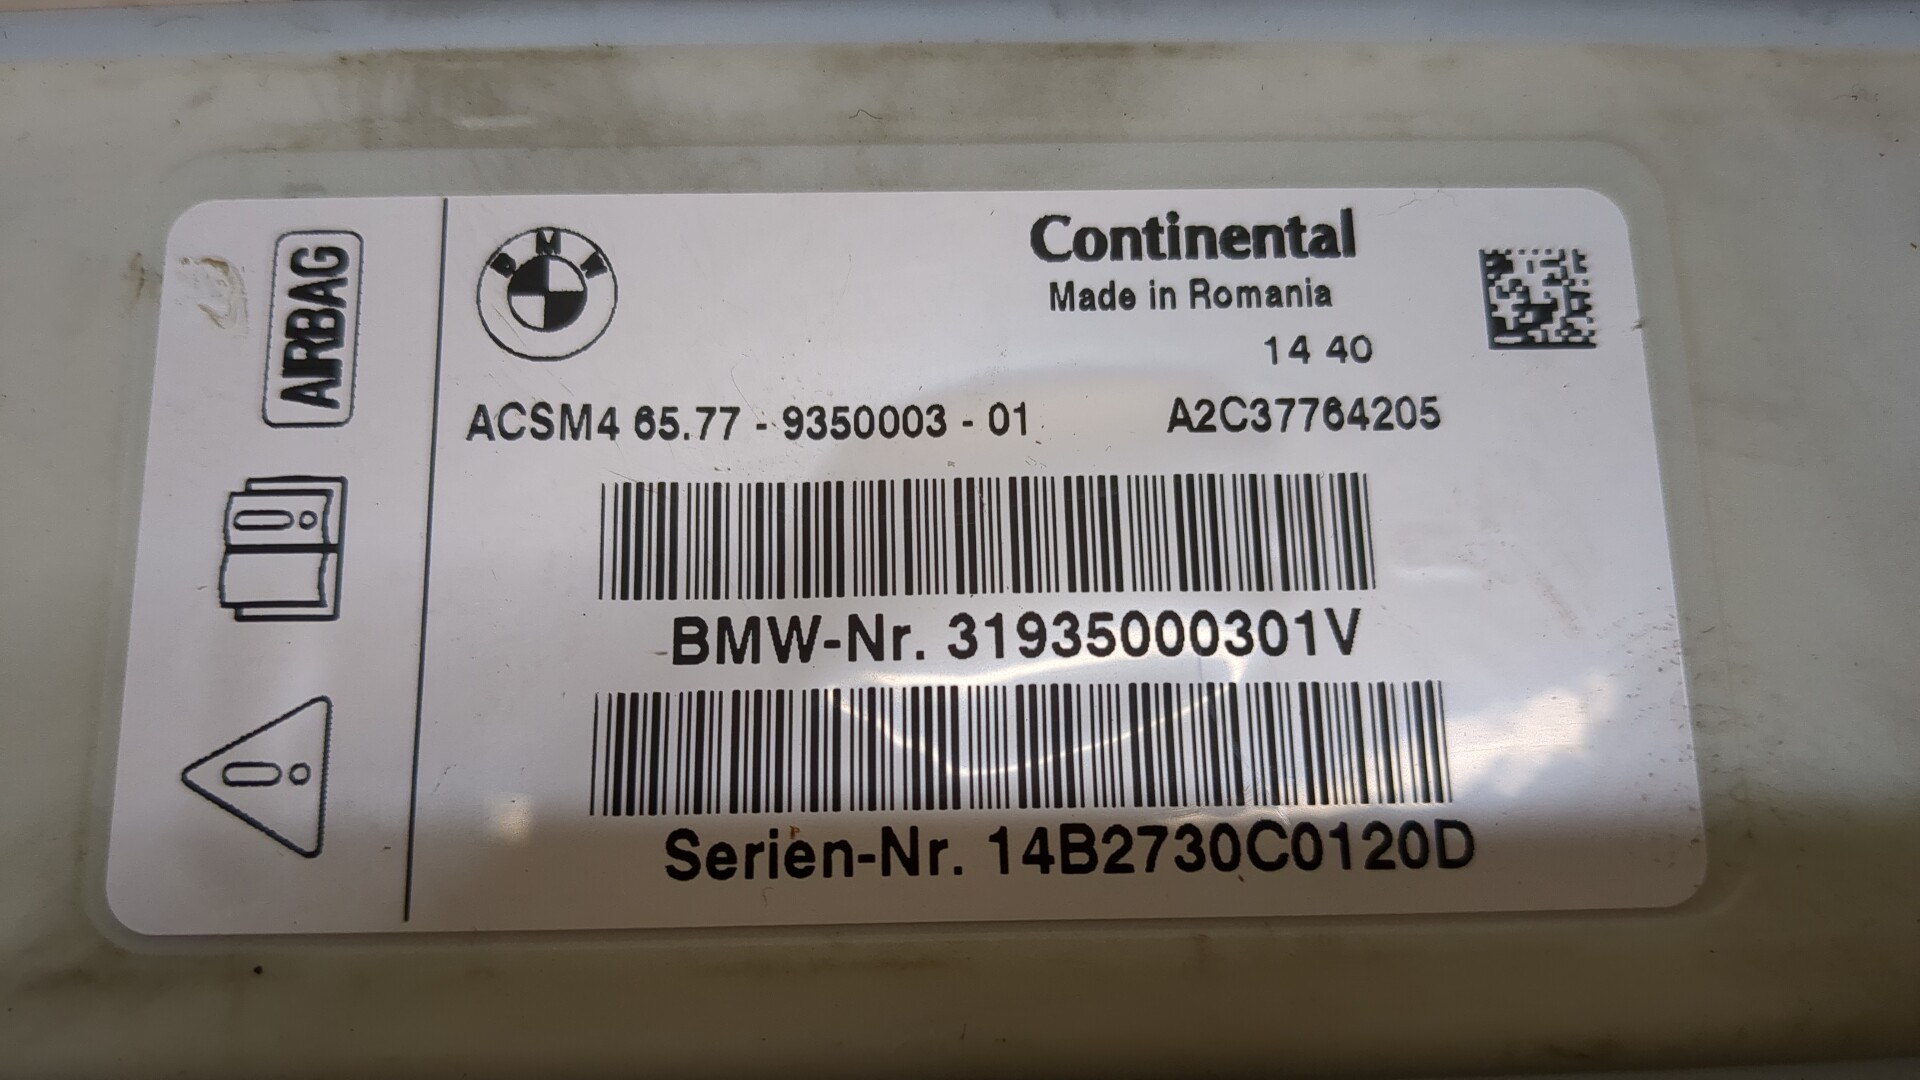 AIRBAG
BMW
Continental
Made in Romania
14 40
ACSM4 65.77 - 9350003 - 01 A2C37764205
BMW-Nr. 31935000301V
Serien-Nr. 14B2730C0120D